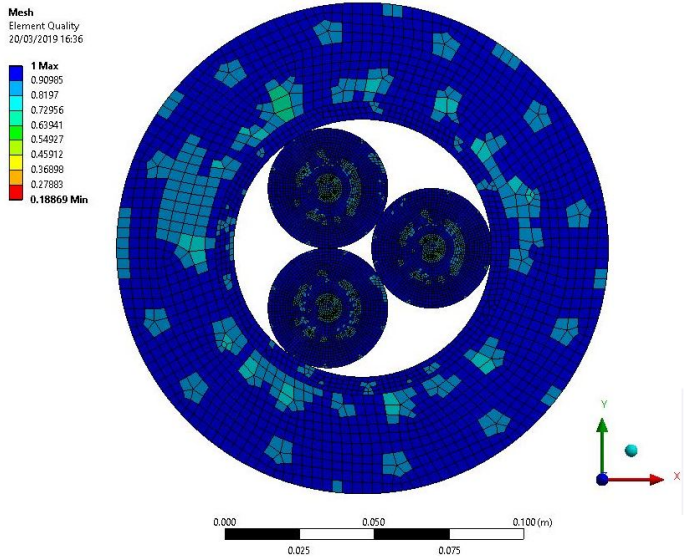 Mesh
Element Quality
20/03/2019 16:36
1 Max
0.90985
0.8197
0.72956
0.63941
0.54927
0.45912
0.36898
0.27883
0.18869 Min
Y
X
0.000
0.050
0.100 (m)
0.025
0.075